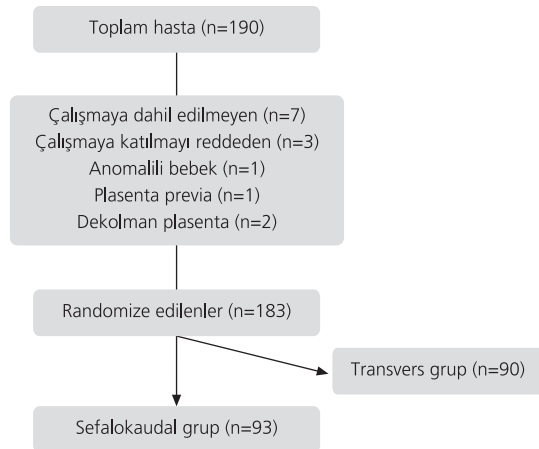 Toplam hasta (n=190)
Çalışmaya dahil edilmeyen (n=7)
Çalışmaya katılmayı reddeden (n=3)
Anomalili bebek (n=1)
Plasenta previa (n=1)
Dekolman plasenta (n=2)
Randomize edilenler (n=183)
Transvers grup (n=90)
Sefalokaudal grup (n=93)